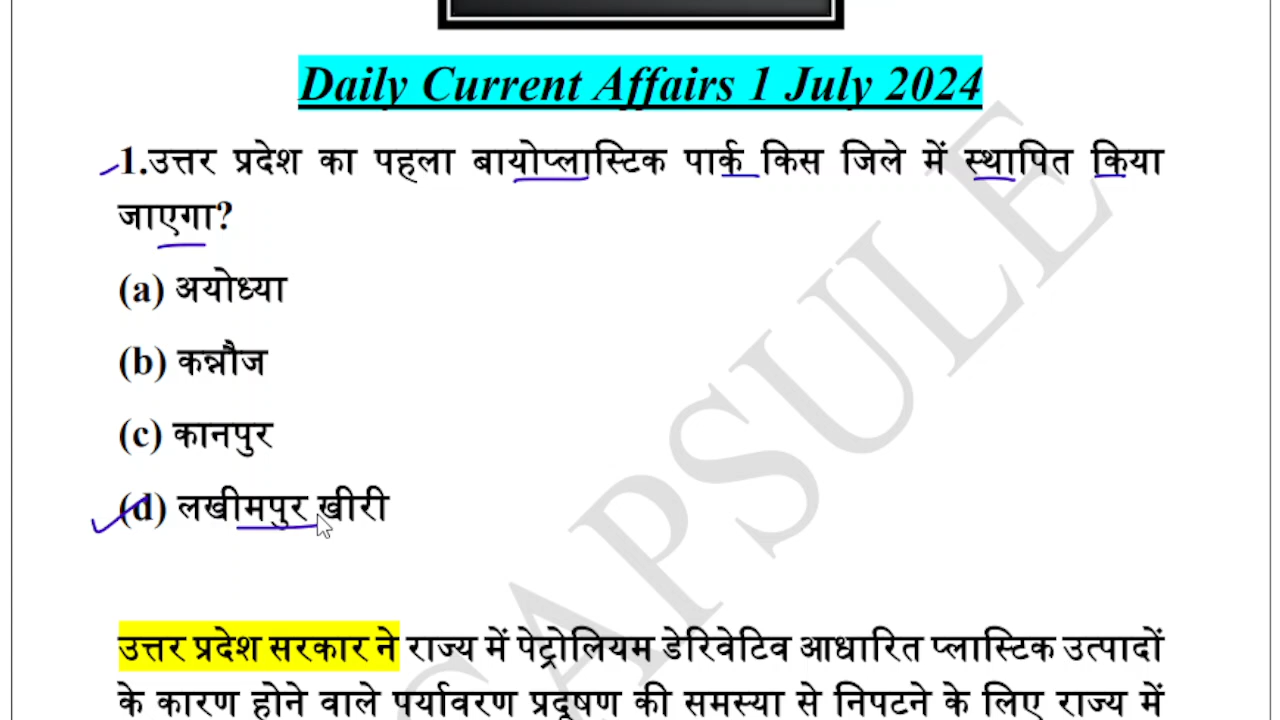 Daily Current Affairs 1 July 2024
1.उत्तर प्रदेश का पहला बायोप्लास्टिक पार्क किस जिले में स्थापित किया
जाएगा?
(a) अयोध्या
(b) कन्नौज
(c) कानपुर
(d) लखीमपुर खीरी
CAPSULE
उत्तर प्रदेश सरकार ने राज्य में पेट्रोलियम डेरिवेटिव आधारित प्लास्टिक उत्पादों
के कारण होने वाले पर्यावरण प्रदूषण की समस्या से निपटने के लिए राज्य में